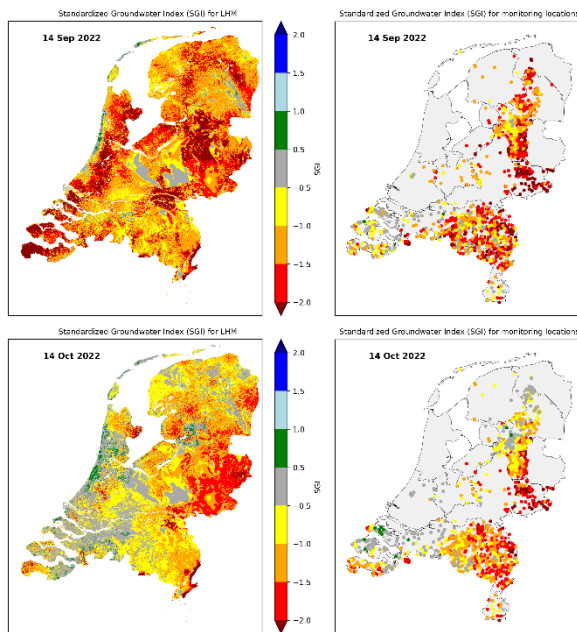 Standardized Groundwater Index (SGI) for LHM
14 Sep 2022
2.0
1.5
1.0
0.5
-0.5
-1.0
-1.5
-2.0
SGI
Standardized Groundwater Index (SGI) for monitoring locations
14 Sep 2022
Standardized Groundwater Index (SGI) for LHM
14 Oct 2022
2.0
1.5
1.0
0.5
-0.5
-1.0
-1.5
-2.0
SGI
Standardized Groundwater Index (SGI) for monitoring locations
14 Oct 2022